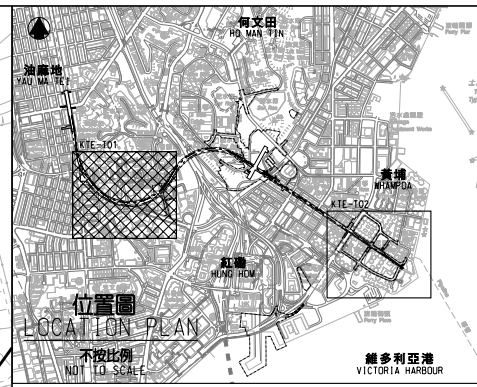 何文田
HO MAN TIN
油麻地
YAU MA TEI
KTE-T01
黃埔
WHAMPOA
KTE-T02
紅磡
HUNG HOM
位置圖
LOCATION PLAN
不按比例
NOT TO SCALE
維多利亞港
VICTORIA HARBOUR